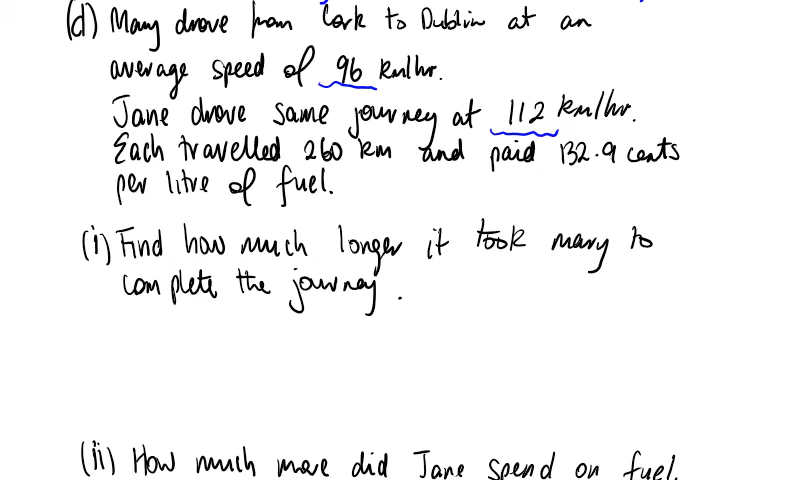 (d) Mary drove from Cork to Dublin at an
average speed of 96 km/hr.
Jane drove same journey at 112 km/hr.
Each travelled 260 km and paid 132.9 cents
per litre of fuel.
(i) Find how much longer it took mary to
complete the journey.
(ii) How much more did Jane spend on fuel.